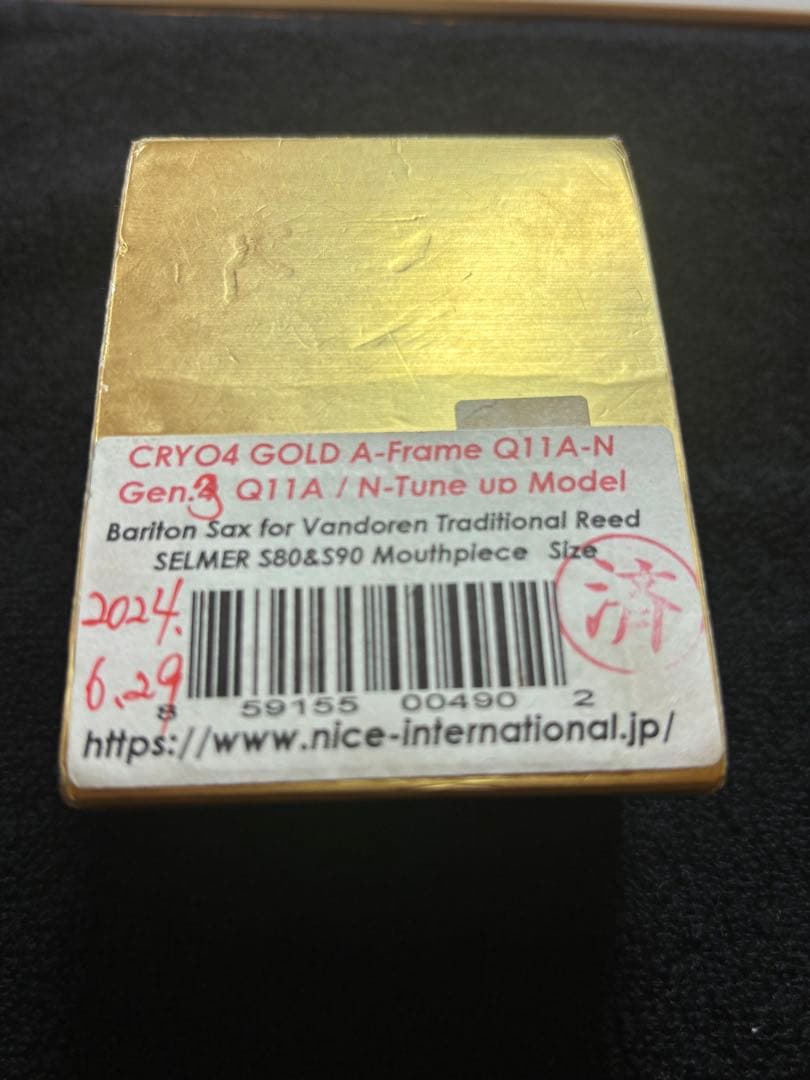 CRYO4 GOLD A-Frame Q11A-N
Gen.3 Q11A / N-Tune up Model
Bariton Sax for Vandoren Traditional Reed
SELMER S80&S90 Mouthpiece Size
済
2024.
6.29
8 59155 00490 2
https://www.nice-international.jp/